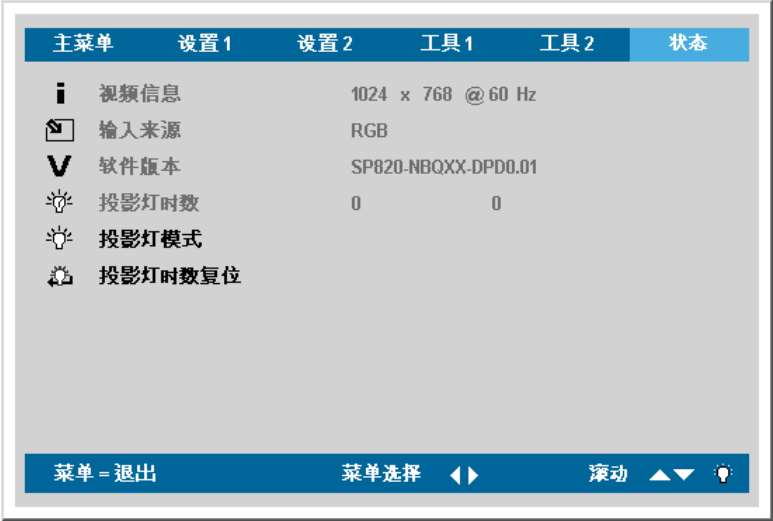 主菜单 设置1 设置2 工具1 工具2 状态
视频信息 1024 x 768 @ 60 Hz
输入来源 RGB
软件版本 SP820-NBQXX-DPD0.01
投影灯时数 0 0
投影灯模式
投影灯时数复位
菜单 = 退出 菜单选择 滚动